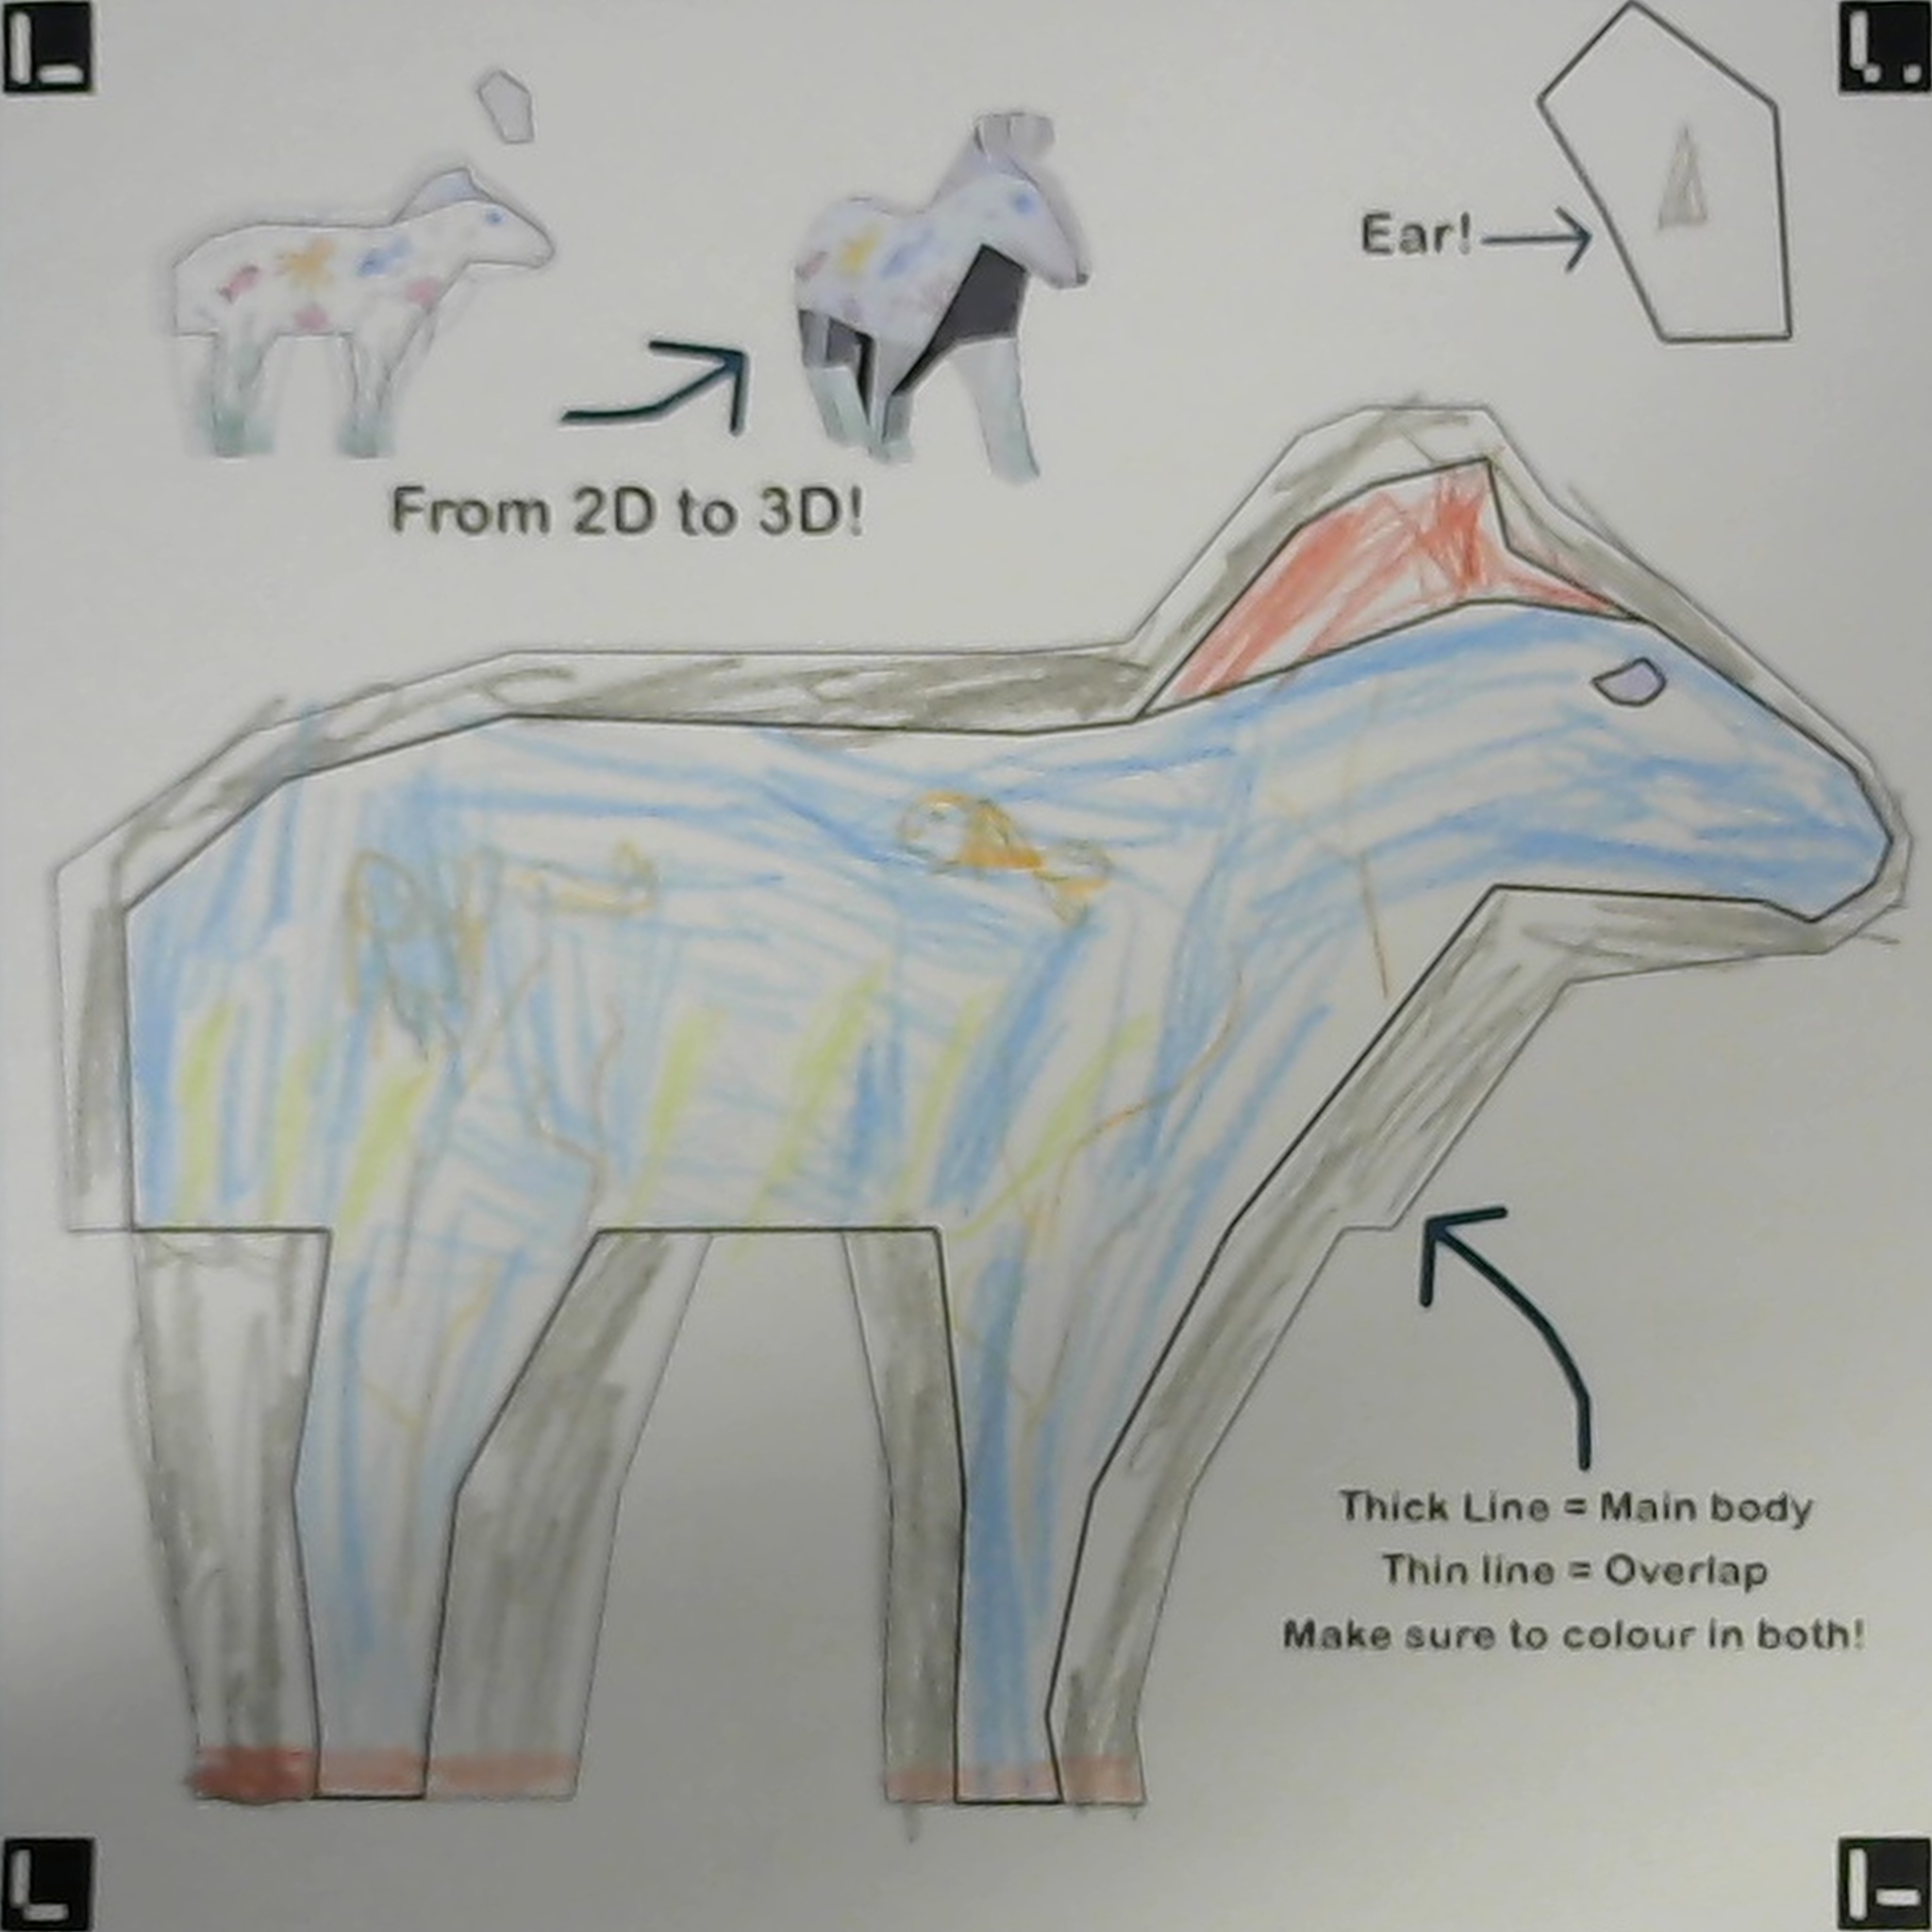 Ear!
From 2D to 3D!
Thick Line = Main body
Thin line = Overlap
Make sure to colour in both!